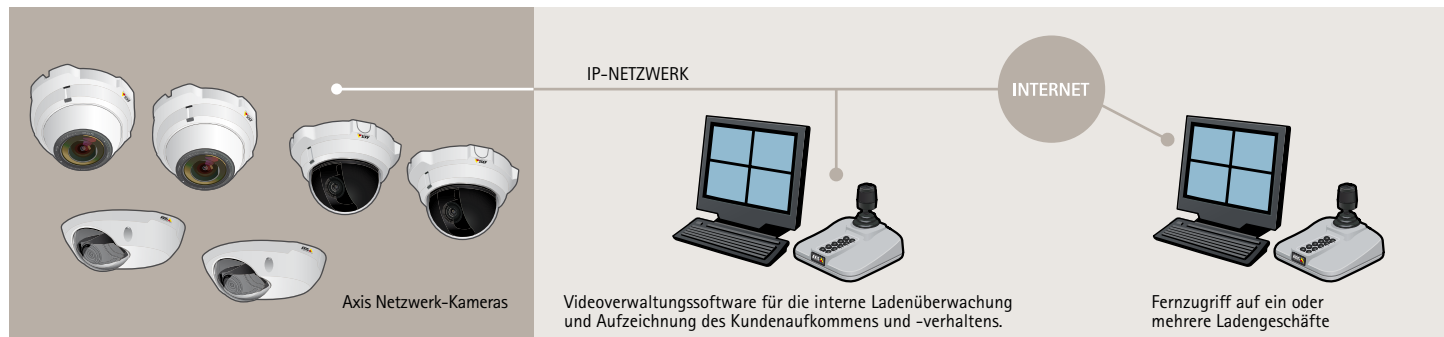 IP-NETZWERK
INTERNET
Axis Netzwerk-Kameras
Videoverwaltungssoftware für die interne Ladenüberwachung
und Aufzeichnung des Kundenaufkommens und -verhaltens.
Fernzugriff auf ein oder
mehrere Ladengeschäfte